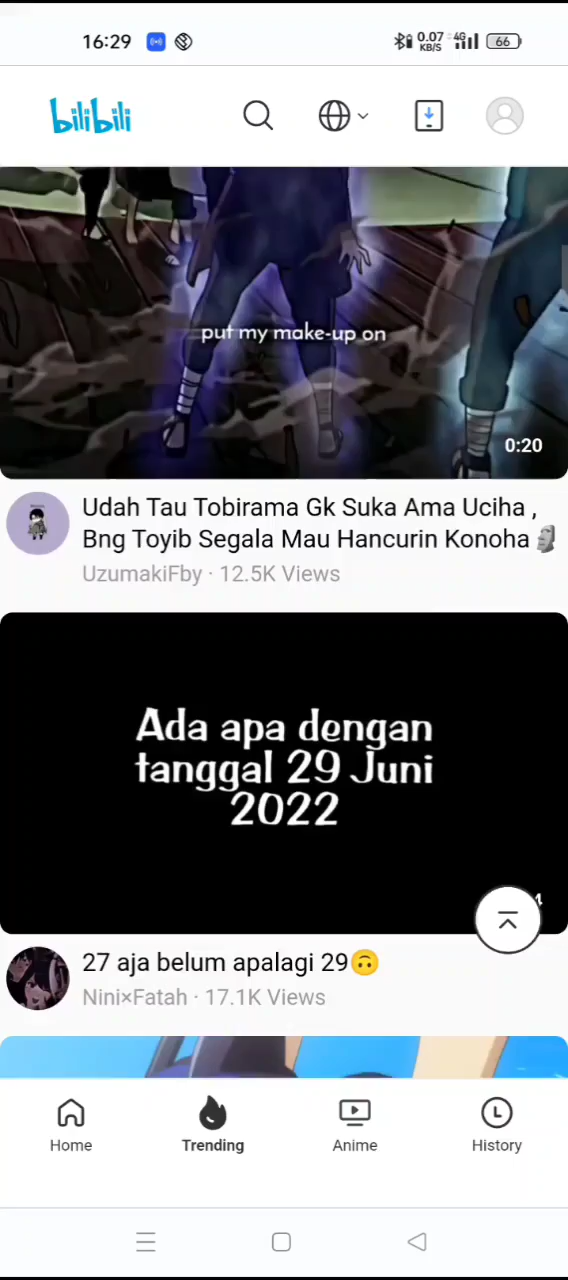 16:29
0.07
KB/S
4G
66
bilibili
put my make-up on
0:20
Udah Tau Tobirama Gk Suka Ama Uciha ,
Bng Toyib Segala Mau Hancurin Konoha🗿
UzumakiFby · 12.5K Views
Ada apa dengan
tanggal 29 Juni
2022
4
27 aja belum apalagi 29🙃
Nini×Fatah · 17.1K Views
Home
Trending
Anime
History